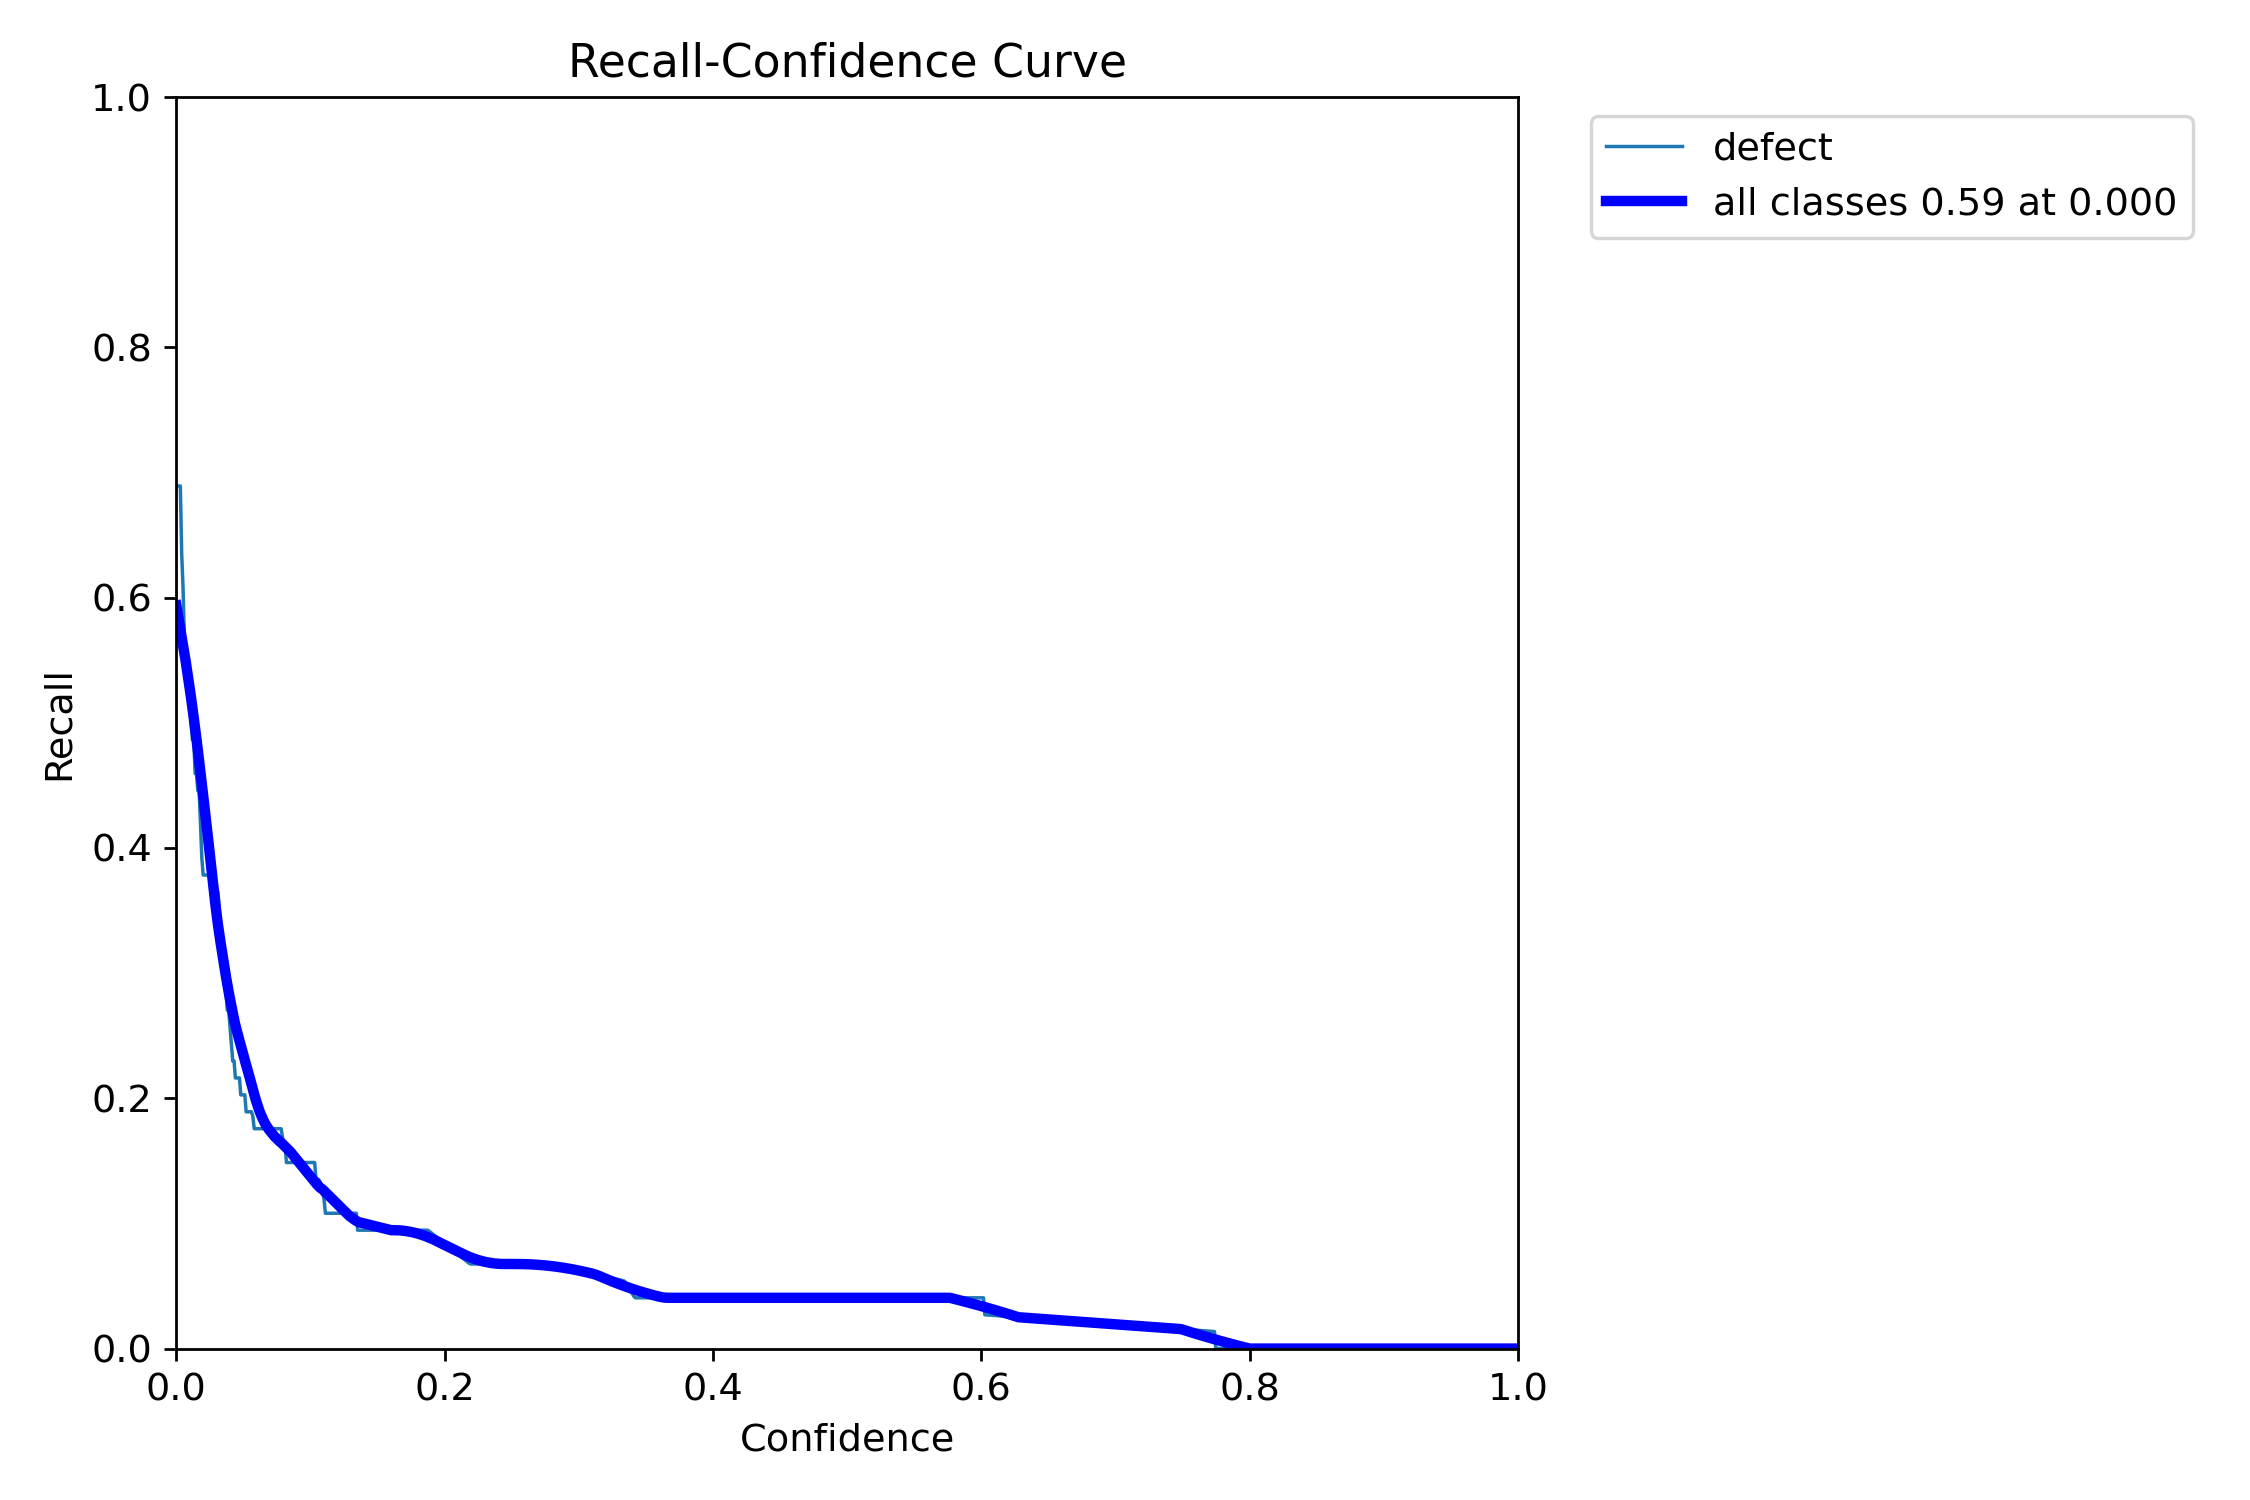 Recall-Confidence Curve
1.0
0.8
0.6
0.4
0.2
0.0
Recall
0.0 0.2 0.4 0.6 0.8 1.0
Confidence
defect
all classes 0.59 at 0.000